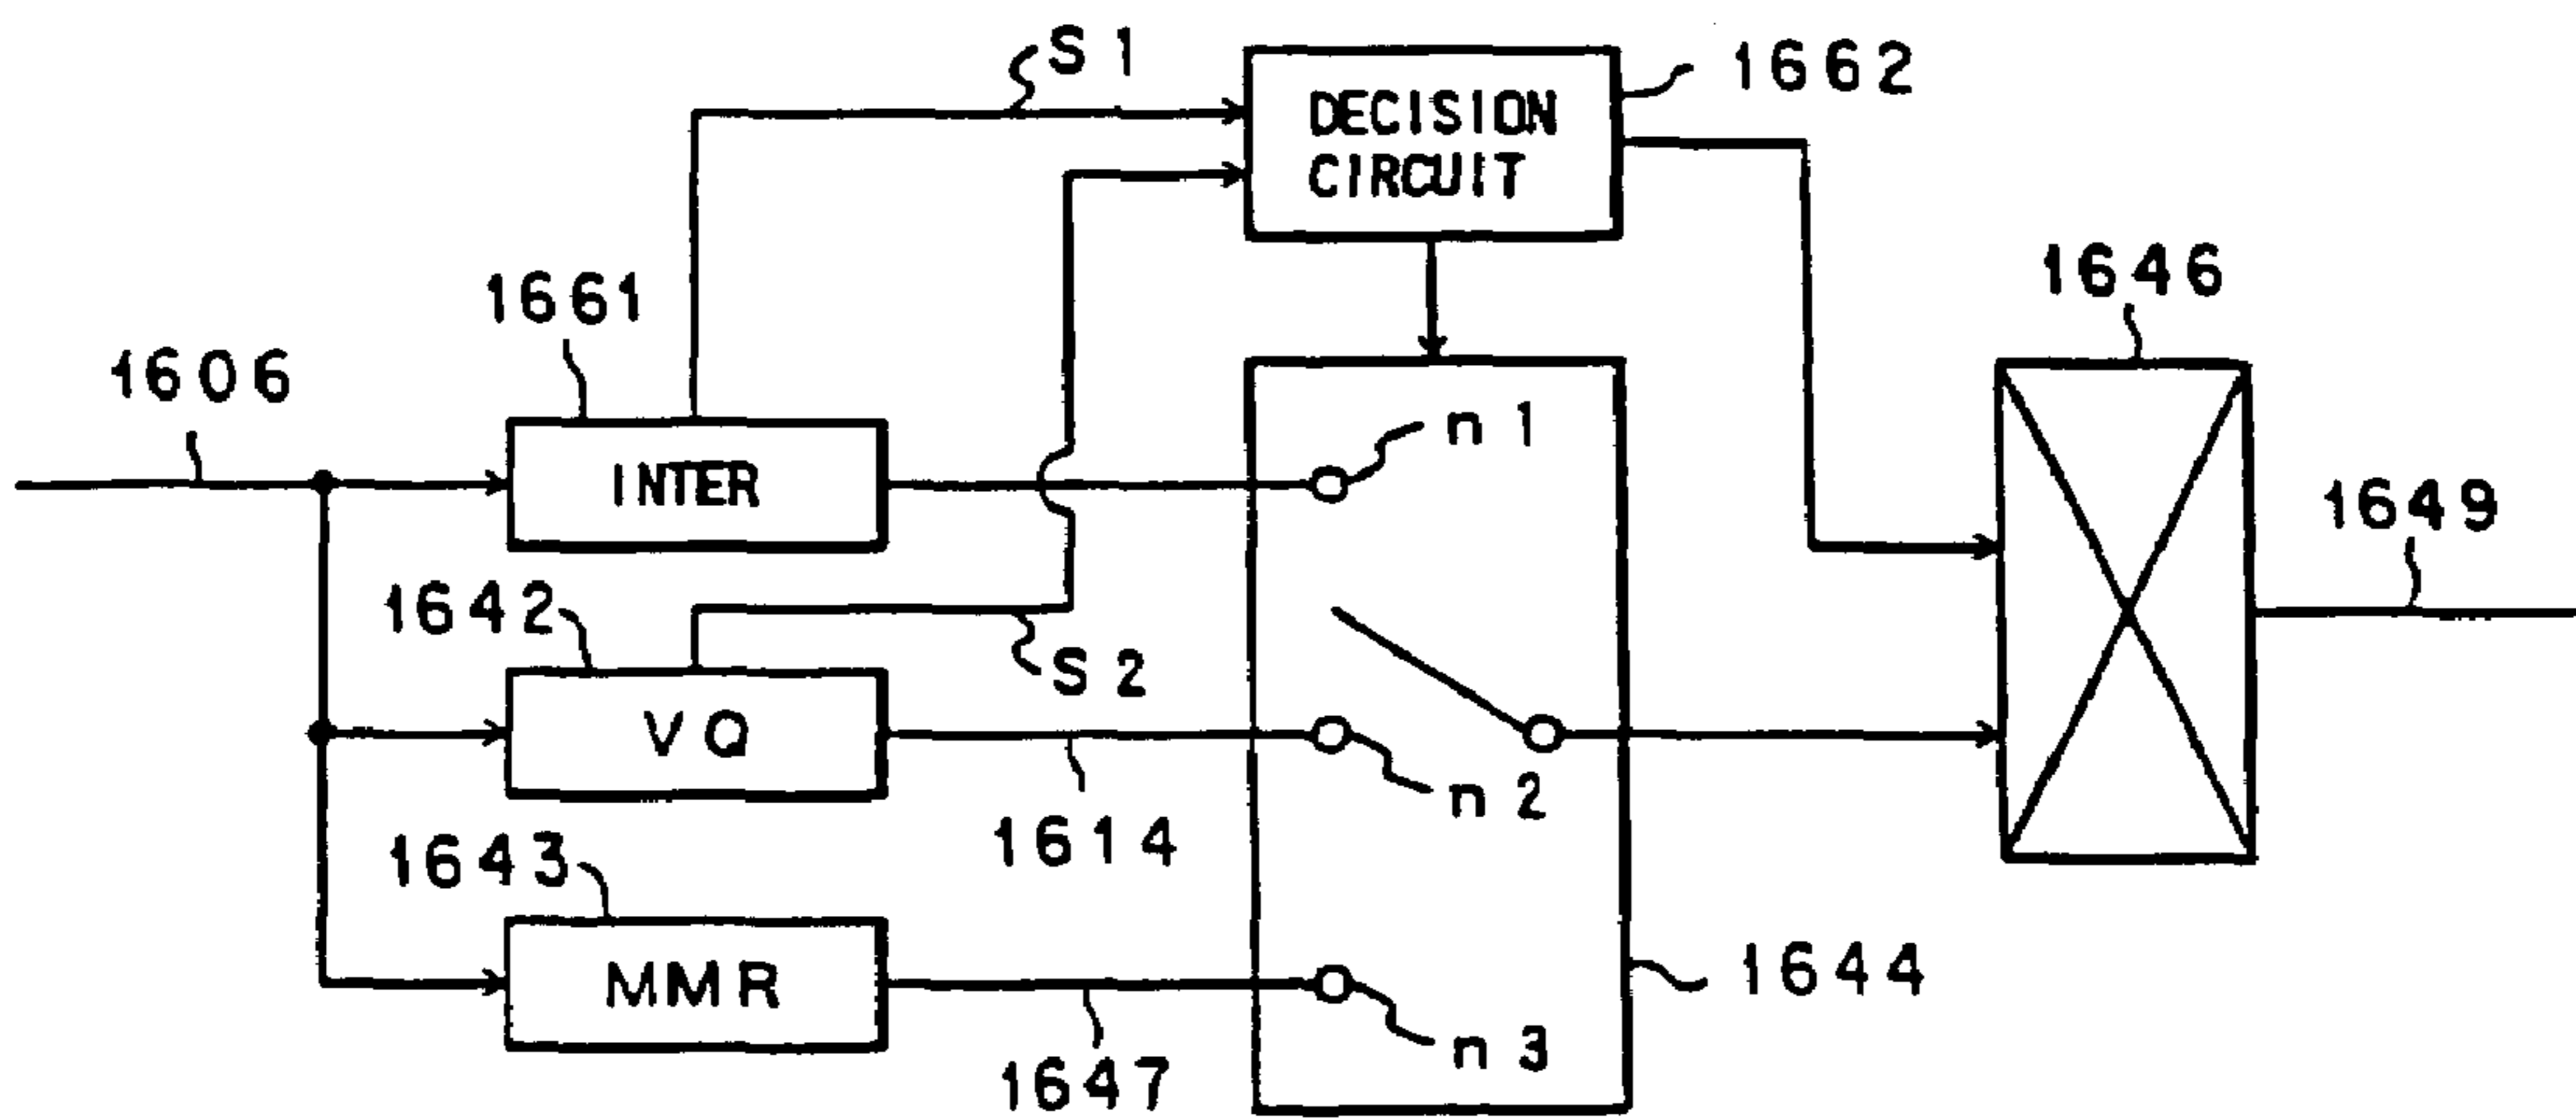 S1
DECISION
CIRCUIT
1662
1661
1646
1606
INTER
n1
1649
1642
S2
VQ
n2
1614
1643
MMR
1644
n3
1647